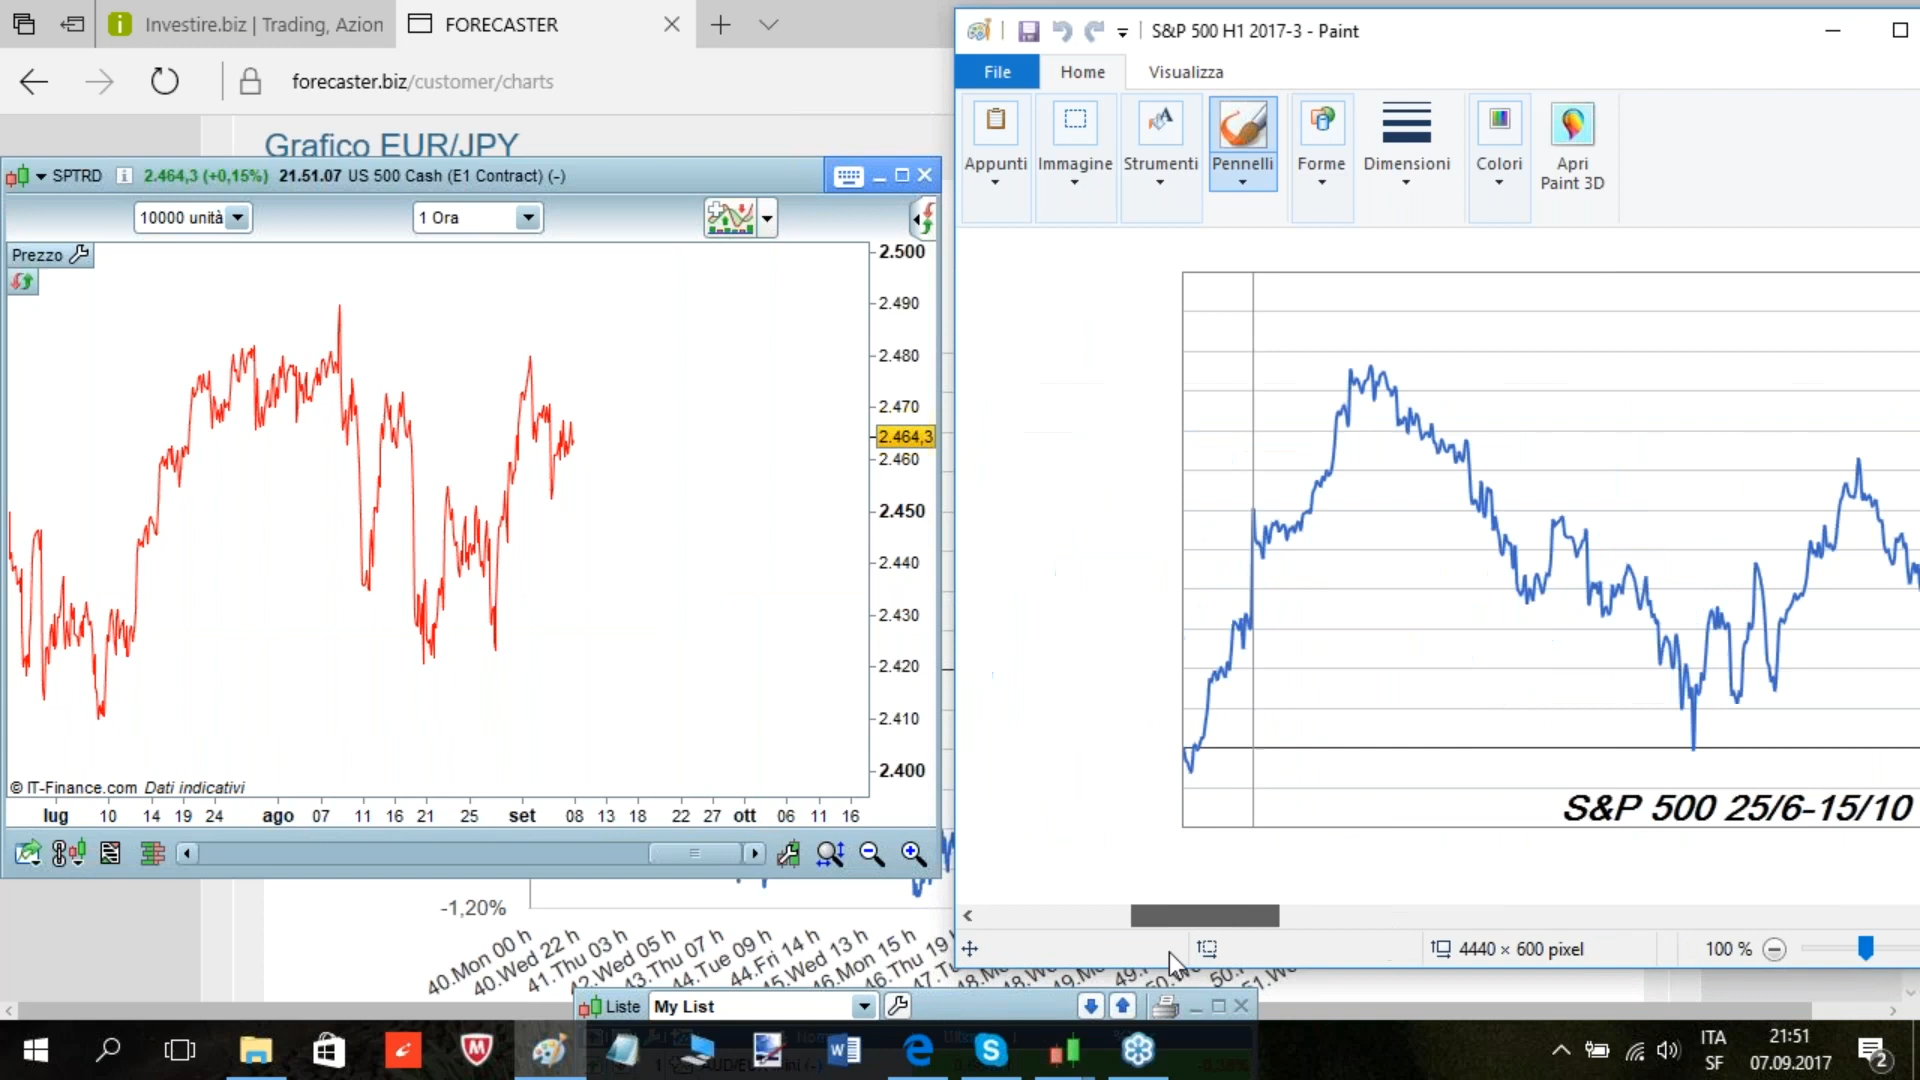 Investire.biz | Trading, Azion
FORECASTER
forecaster.biz/customer/charts
Grafico EUR/JPY
SPTRD
2.464,3 (+0,15%) 21.51.07 US 500 Cash (E1 Contract) (-)
10000 unità
1 Ora
Prezzo
2.500
2.490
2.480
2.470
2.464,3
2.460
2.450
2.440
2.430
2.420
2.410
2.400
© IT-Finance.com Dati indicativi
lug 10 14 19 24 ago 07 11 16 21 25 set 08 13 18 22 27 ott 06 11 16
-1,20%
40.Mon 00 h
40.Wed 22 h
41.Thu 03 h
42.Wed 05 h
43.Thu 07 h
44.Tue 09 h
44.Fri 14 h
45.Wed 13 h
46.Mon 15 h
46.Thu 19 h
S&P 500 H1 2017-3 - Paint
File
Home
Visualizza
Appunti
Immagine
Strumenti
Pennelli
Forme
Dimensioni
Colori
Apri
Paint 3D
S&P 500 25/6-15/10
4440 × 600 pixel
100 %
Liste
My List
ITA
SF
21:51
07.09.2017
2